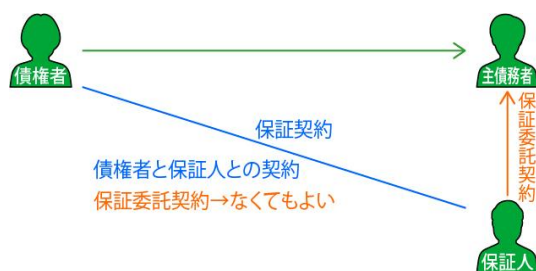 債権者
主債務者
保証委託契約
保証契約
債権者と保証人との契約
保証委託契約→なくてもよい
保証人